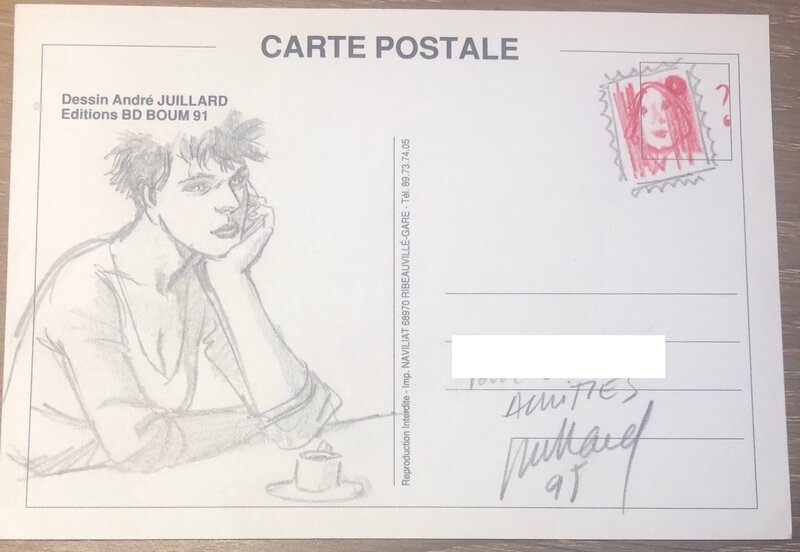 CARTE POSTALE
Dessin André JUILLARD
Editions BD BOUM 91
?
Reproduction Interdite - Imp. NAVILIAT 68970 RIBEAUVILLÉ-GARE - Tél. 89.73.74.05
AMITIES
Juillard
95